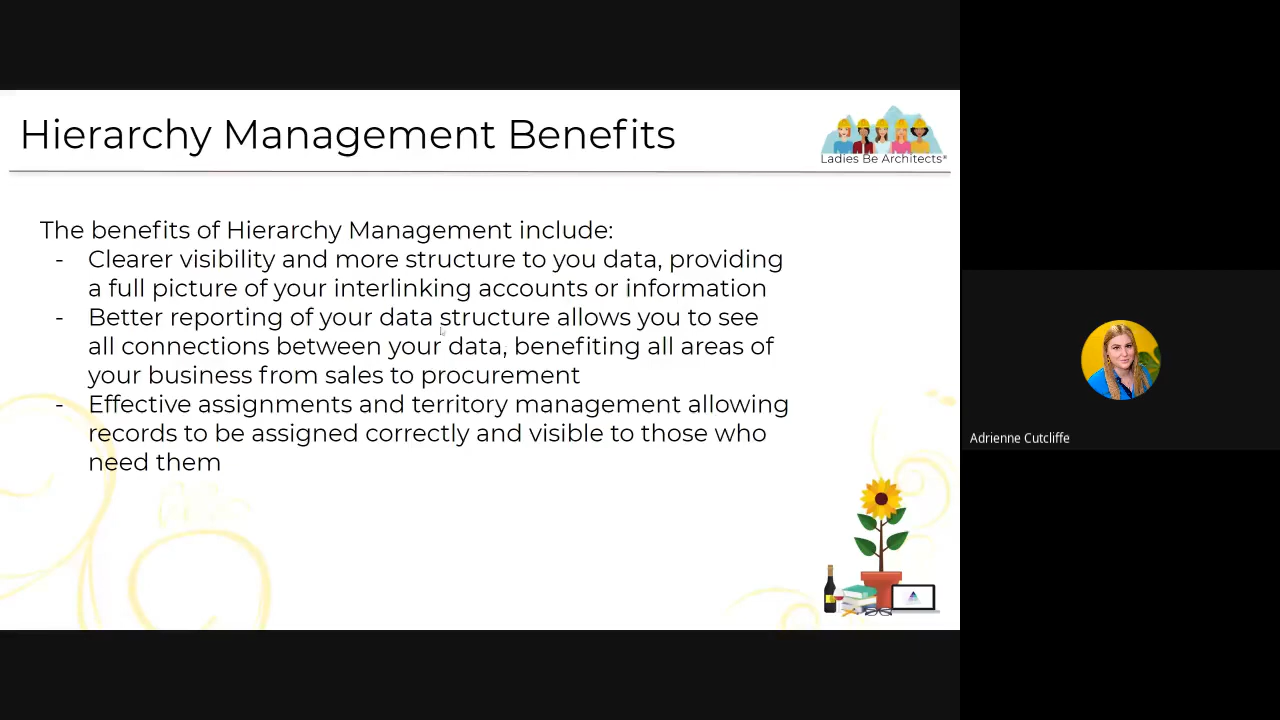 Hierarchy Management Benefits
Ladies Be Architects*
The benefits of Hierarchy Management include:
- Clearer visibility and more structure to you data, providing
a full picture of your interlinking accounts or information
- Better reporting of your data structure allows you to see
all connections between your data, benefiting all areas of
your business from sales to procurement
- Effective assignments and territory management allowing
records to be assigned correctly and visible to those who
need them
Adrienne Cutcliffe